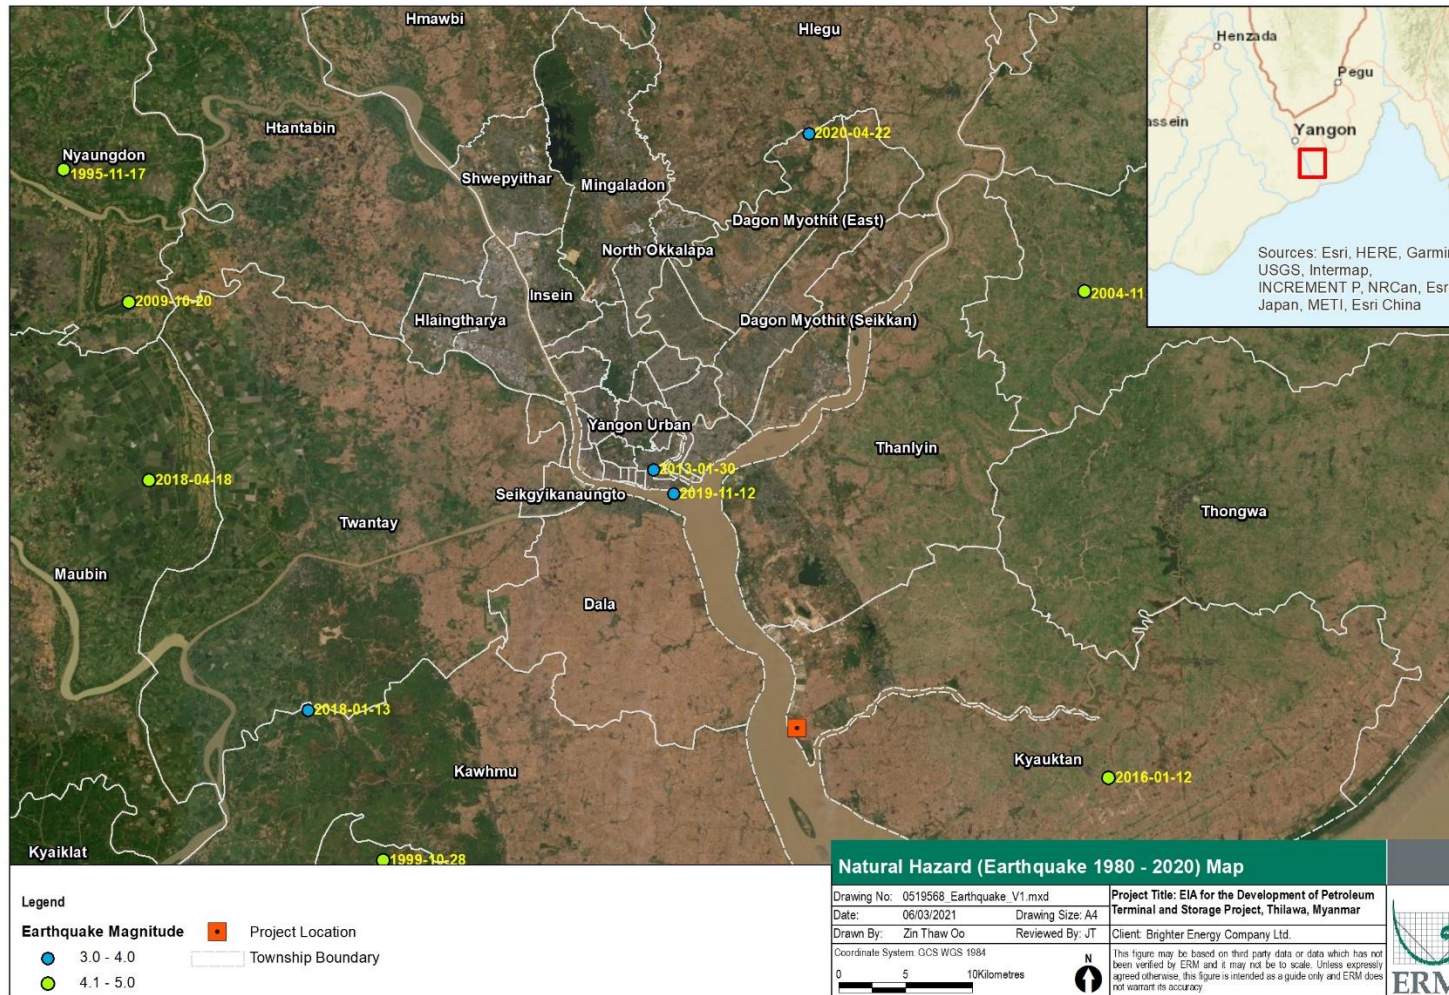 Hmawbi
Hlegu
Htantabin
Nyaungdon
1995-11-17
Shwepyithar
Mingaladon
2020-04-22
Dagon Myothit (East)
North Okkalapa
2009-10-20
Insein
Hlaingtharya
Dagon Myothit (Seikkan)
2004-11
Yangon Urban
Thanlyin
2013-01-30
2018-04-18
Seikgyikanaungto
2019-11-12
Twantay
Thongwa
Maubin
Dala
2018-01-13
Kawhmu
Kyauktan
2016-01-12
Kyaiklat
1999-10-28
Henzada
Pegu
assein
Yangon
Sources: Esri, HERE, Garmin
USGS, Intermap,
INCREMENT P, NRCan, Esr
Japan, METI, Esri China
Legend
Earthquake Magnitude
3.0 - 4.0
4.1 - 5.0
Project Location
Township Boundary
Natural Hazard (Earthquake 1980 - 2020) Map
Drawing No: 0519568_Earthquake_V1.mxd
Date: 06/03/2021 Drawing Size: A4
Drawn By: Zin Thaw Oo Reviewed By: JT
Coordinate System: GCS WGS 1984
0 5 10Kilometres
N
Project Title: EIA for the Development of Petroleum
Terminal and Storage Project, Thilawa, Myanmar
Client: Brighter Energy Company Ltd.
This figure may be based on third party data or data which has not
been verified by ERM and it may not be to scale. Unless expressly
agreed otherwise, this figure is intended as a guide only and ERM does
not warrant its accuracy.
ERM